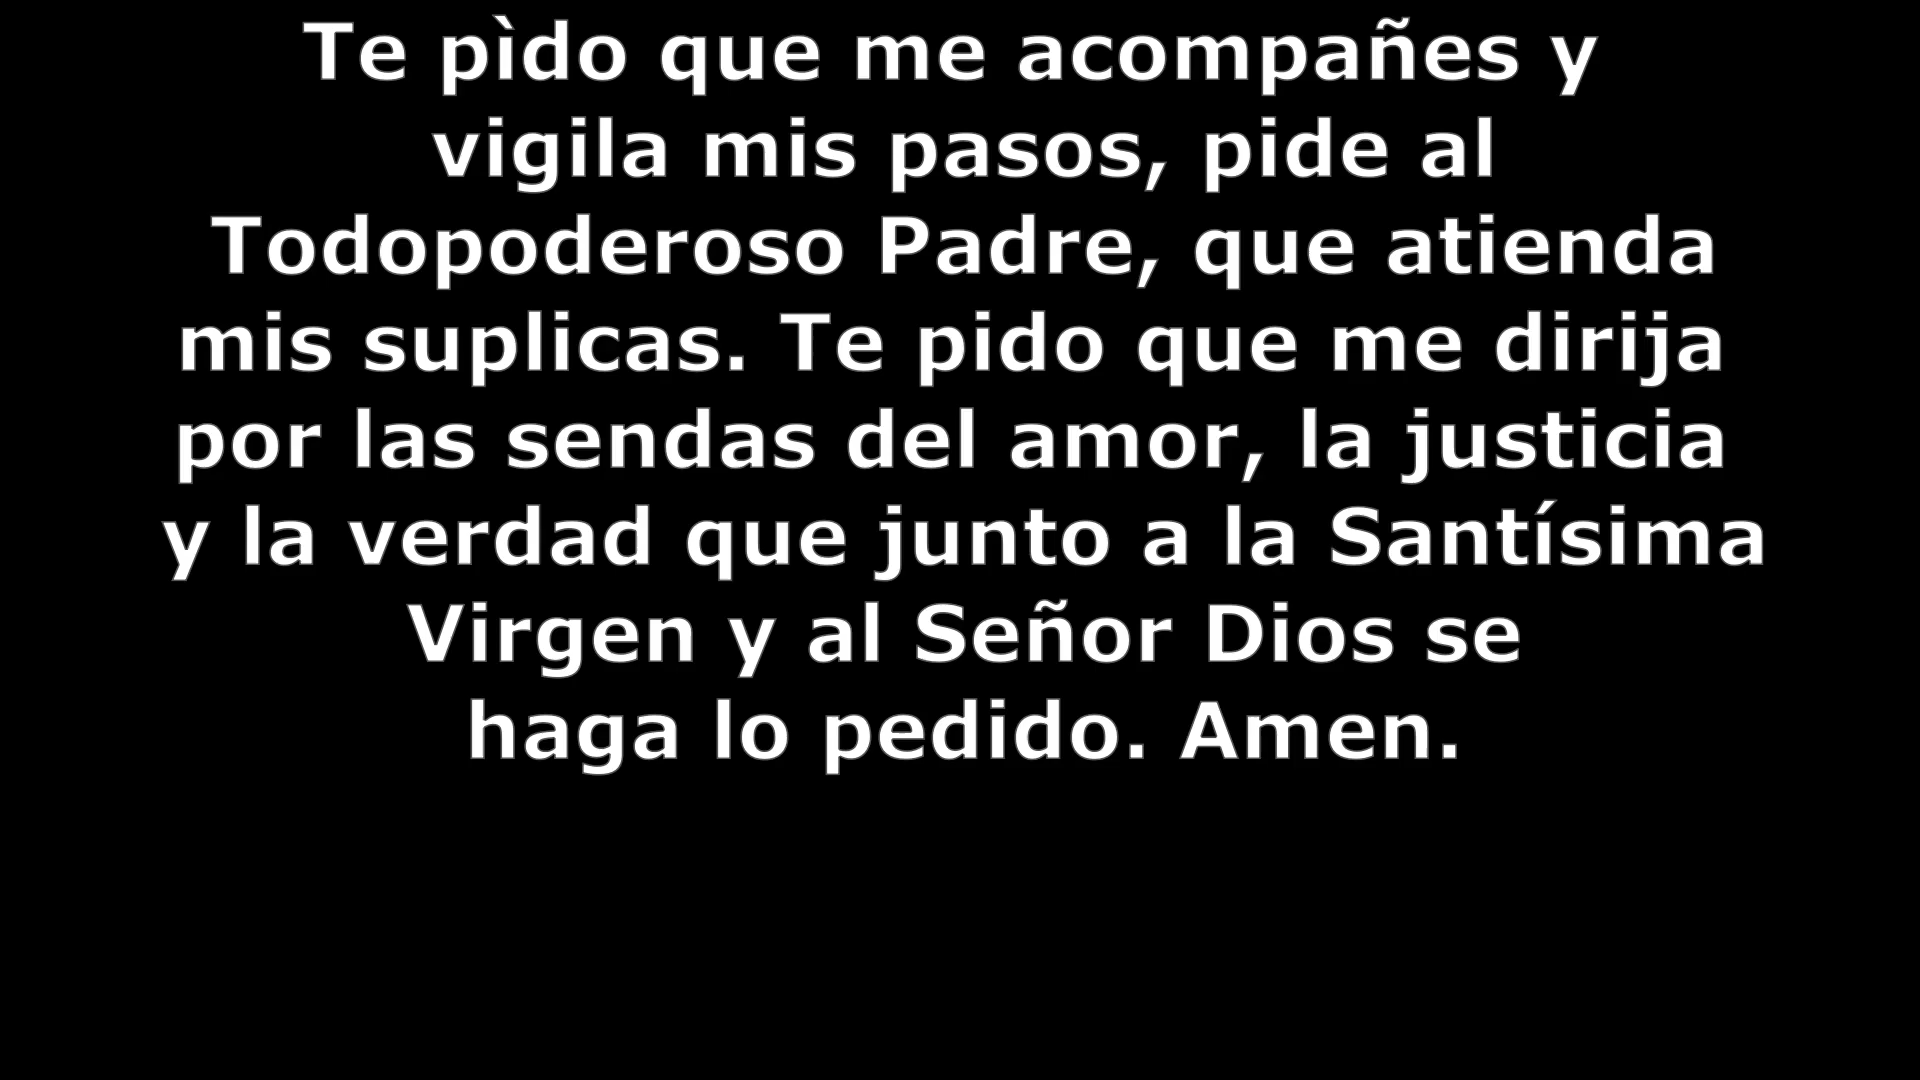 Te pìdo que me acompañes y
vigila mis pasos, pide al
Todopoderoso Padre, que atienda
mis suplicas. Te pido que me dirija
por las sendas del amor, la justicia
y la verdad que junto a la Santísima
Virgen y al Señor Dios se
haga lo pedido. Amen.